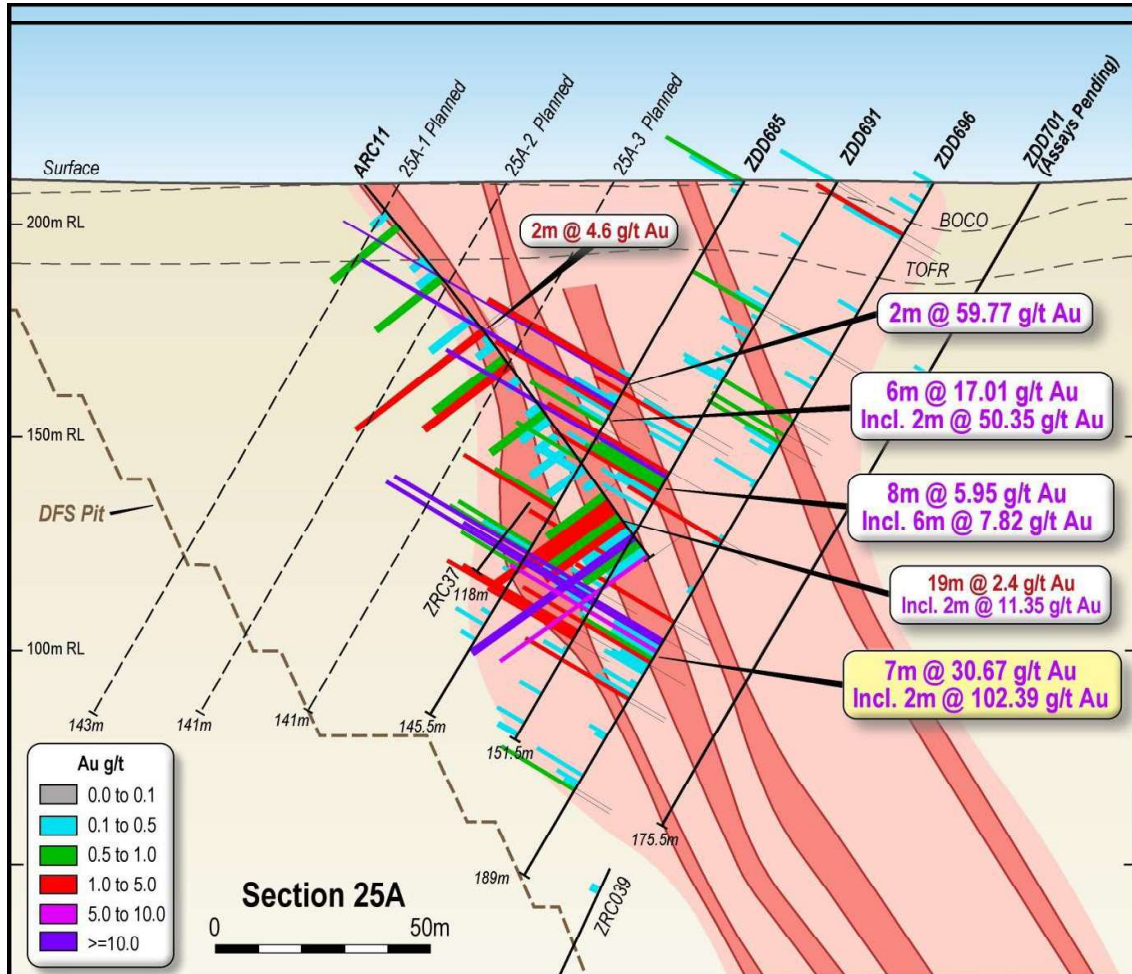 ARC11
25A-1 Planned
25A-2 Planned
25A-3 Planned
ZDD685
ZDD691
ZDD696
ZDD701
(Assays Pending)
Surface
BOCO
TOFR
200m RL
150m RL
100m RL
2m @ 4.6 g/t Au
2m @ 59.77 g/t Au
6m @ 17.01 g/t Au
Incl. 2m @ 50.35 g/t Au
8m @ 5.95 g/t Au
Incl. 6m @ 7.82 g/t Au
19m @ 2.4 g/t Au
Incl. 2m @ 11.35 g/t Au
7m @ 30.67 g/t Au
Incl. 2m @ 102.39 g/t Au
DFS Pit
ZRC37
118m
143m
141m
141m
145.5m
151.5m
175.5m
189m
ZRC039
Au g/t
0.0 to 0.1
0.1 to 0.5
0.5 to 1.0
1.0 to 5.0
5.0 to 10.0
>=10.0
Section 25A
0 50m